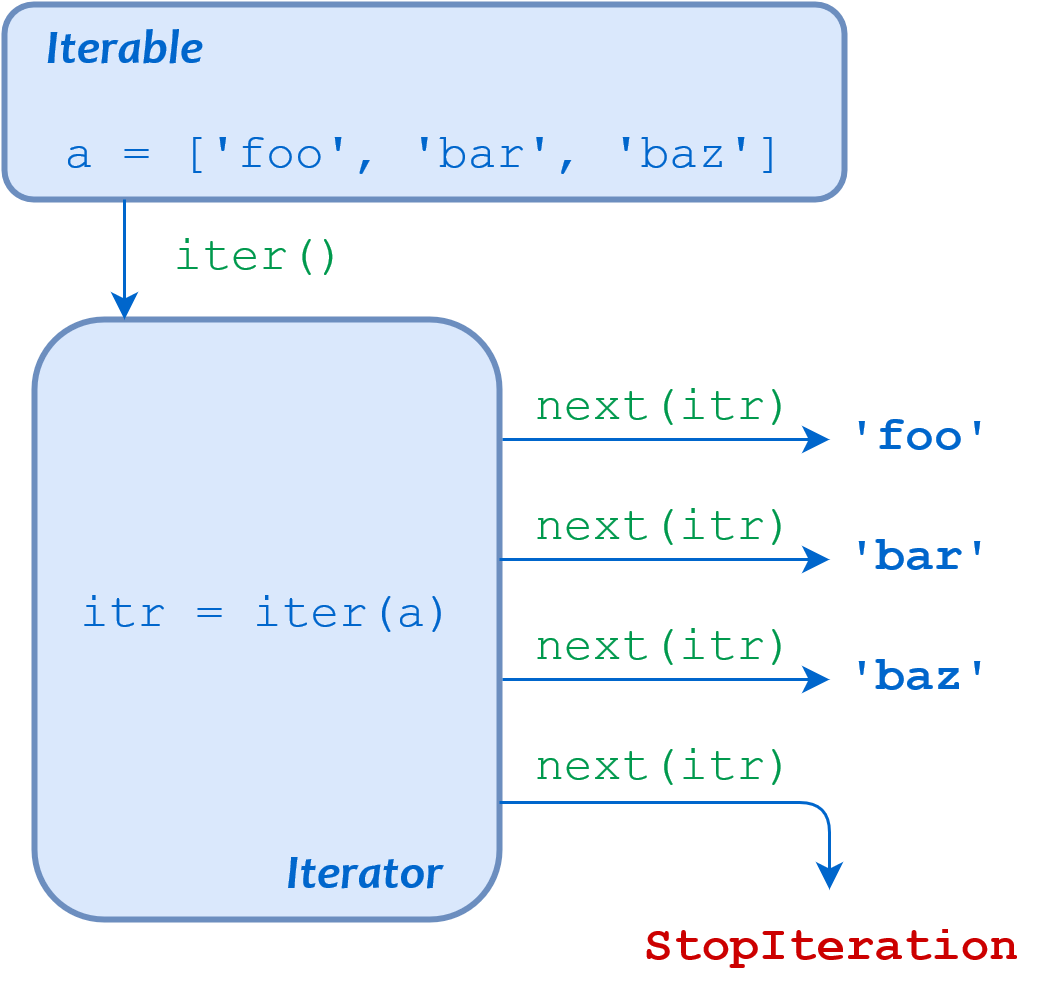 Iterable
a = ['foo', 'bar', 'baz']
iter()
next(itr)
'foo'
next(itr)
'bar'
itr = iter(a)
next(itr)
'baz'
next(itr)
Iterator
StopIteration